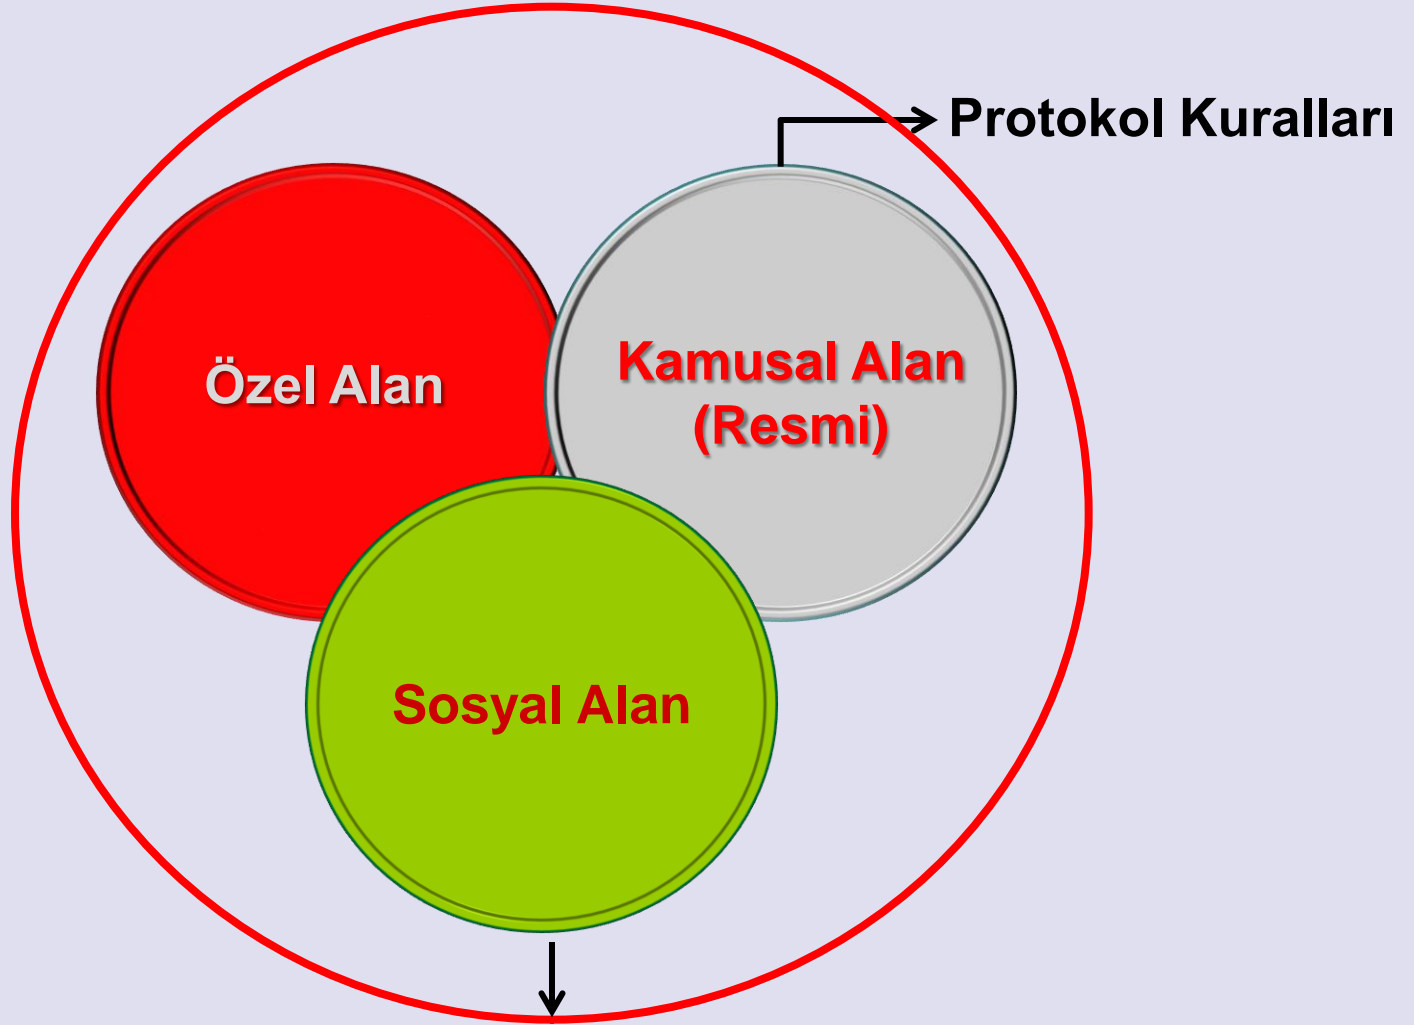 Protokol Kuralları
Özel Alan
Kamusal Alan
(Resmi)
Sosyal Alan